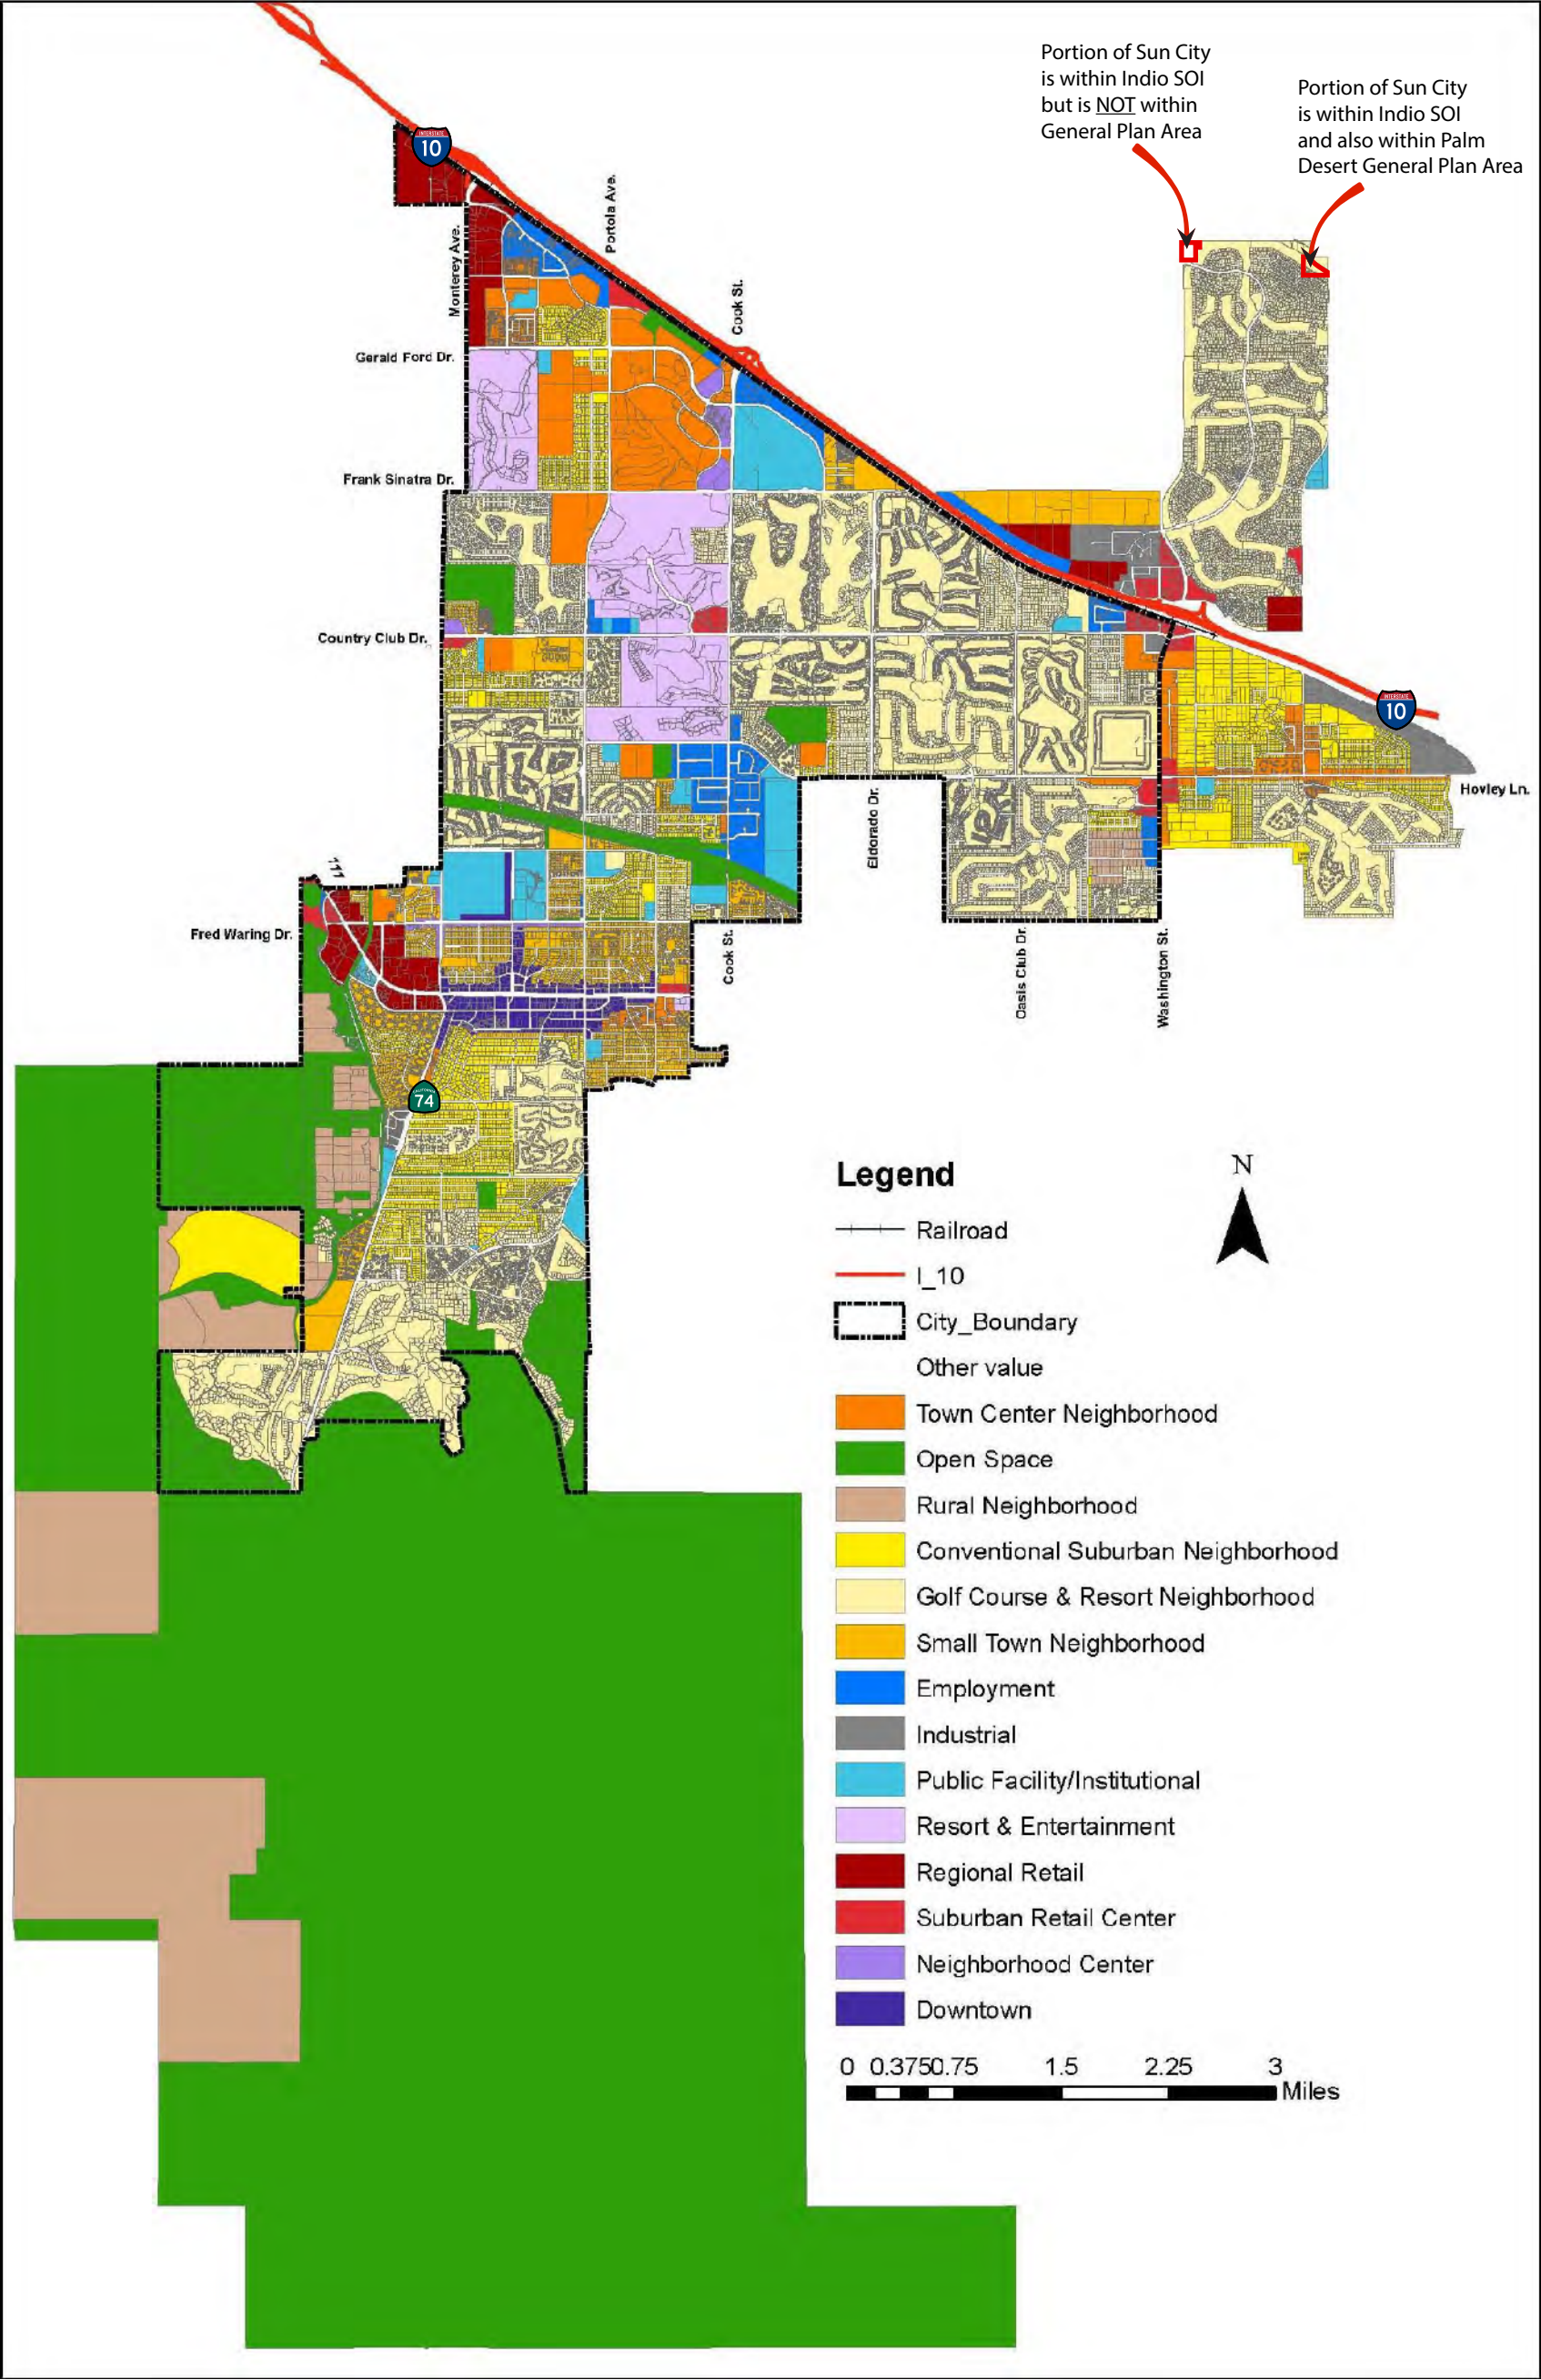 Portion of Sun City
is within Indio SOI
but is NOT within
General Plan Area
Portion of Sun City
is within Indio SOI
and also within Palm
Desert General Plan Area
INTERSTATE
10
Portola Ave.
Monterey Ave.
Cook St.
Gerald Ford Dr.
Frank Sinatra Dr.
Country Club Dr.
INTERSTATE
10
Hovley Ln.
Eldorado Dr.
111
Fred Waring Dr.
Cook St.
Oasis Club Dr.
Washington St.
CALIFORNIA
74
Legend
N
Railroad
I_10
City_Boundary
Other value
Town Center Neighborhood
Open Space
Rural Neighborhood
Conventional Suburban Neighborhood
Golf Course & Resort Neighborhood
Small Town Neighborhood
Employment
Industrial
Public Facility/Institutional
Resort & Entertainment
Regional Retail
Suburban Retail Center
Neighborhood Center
Downtown
0 0.3750.75 1.5 2.25 3
Miles